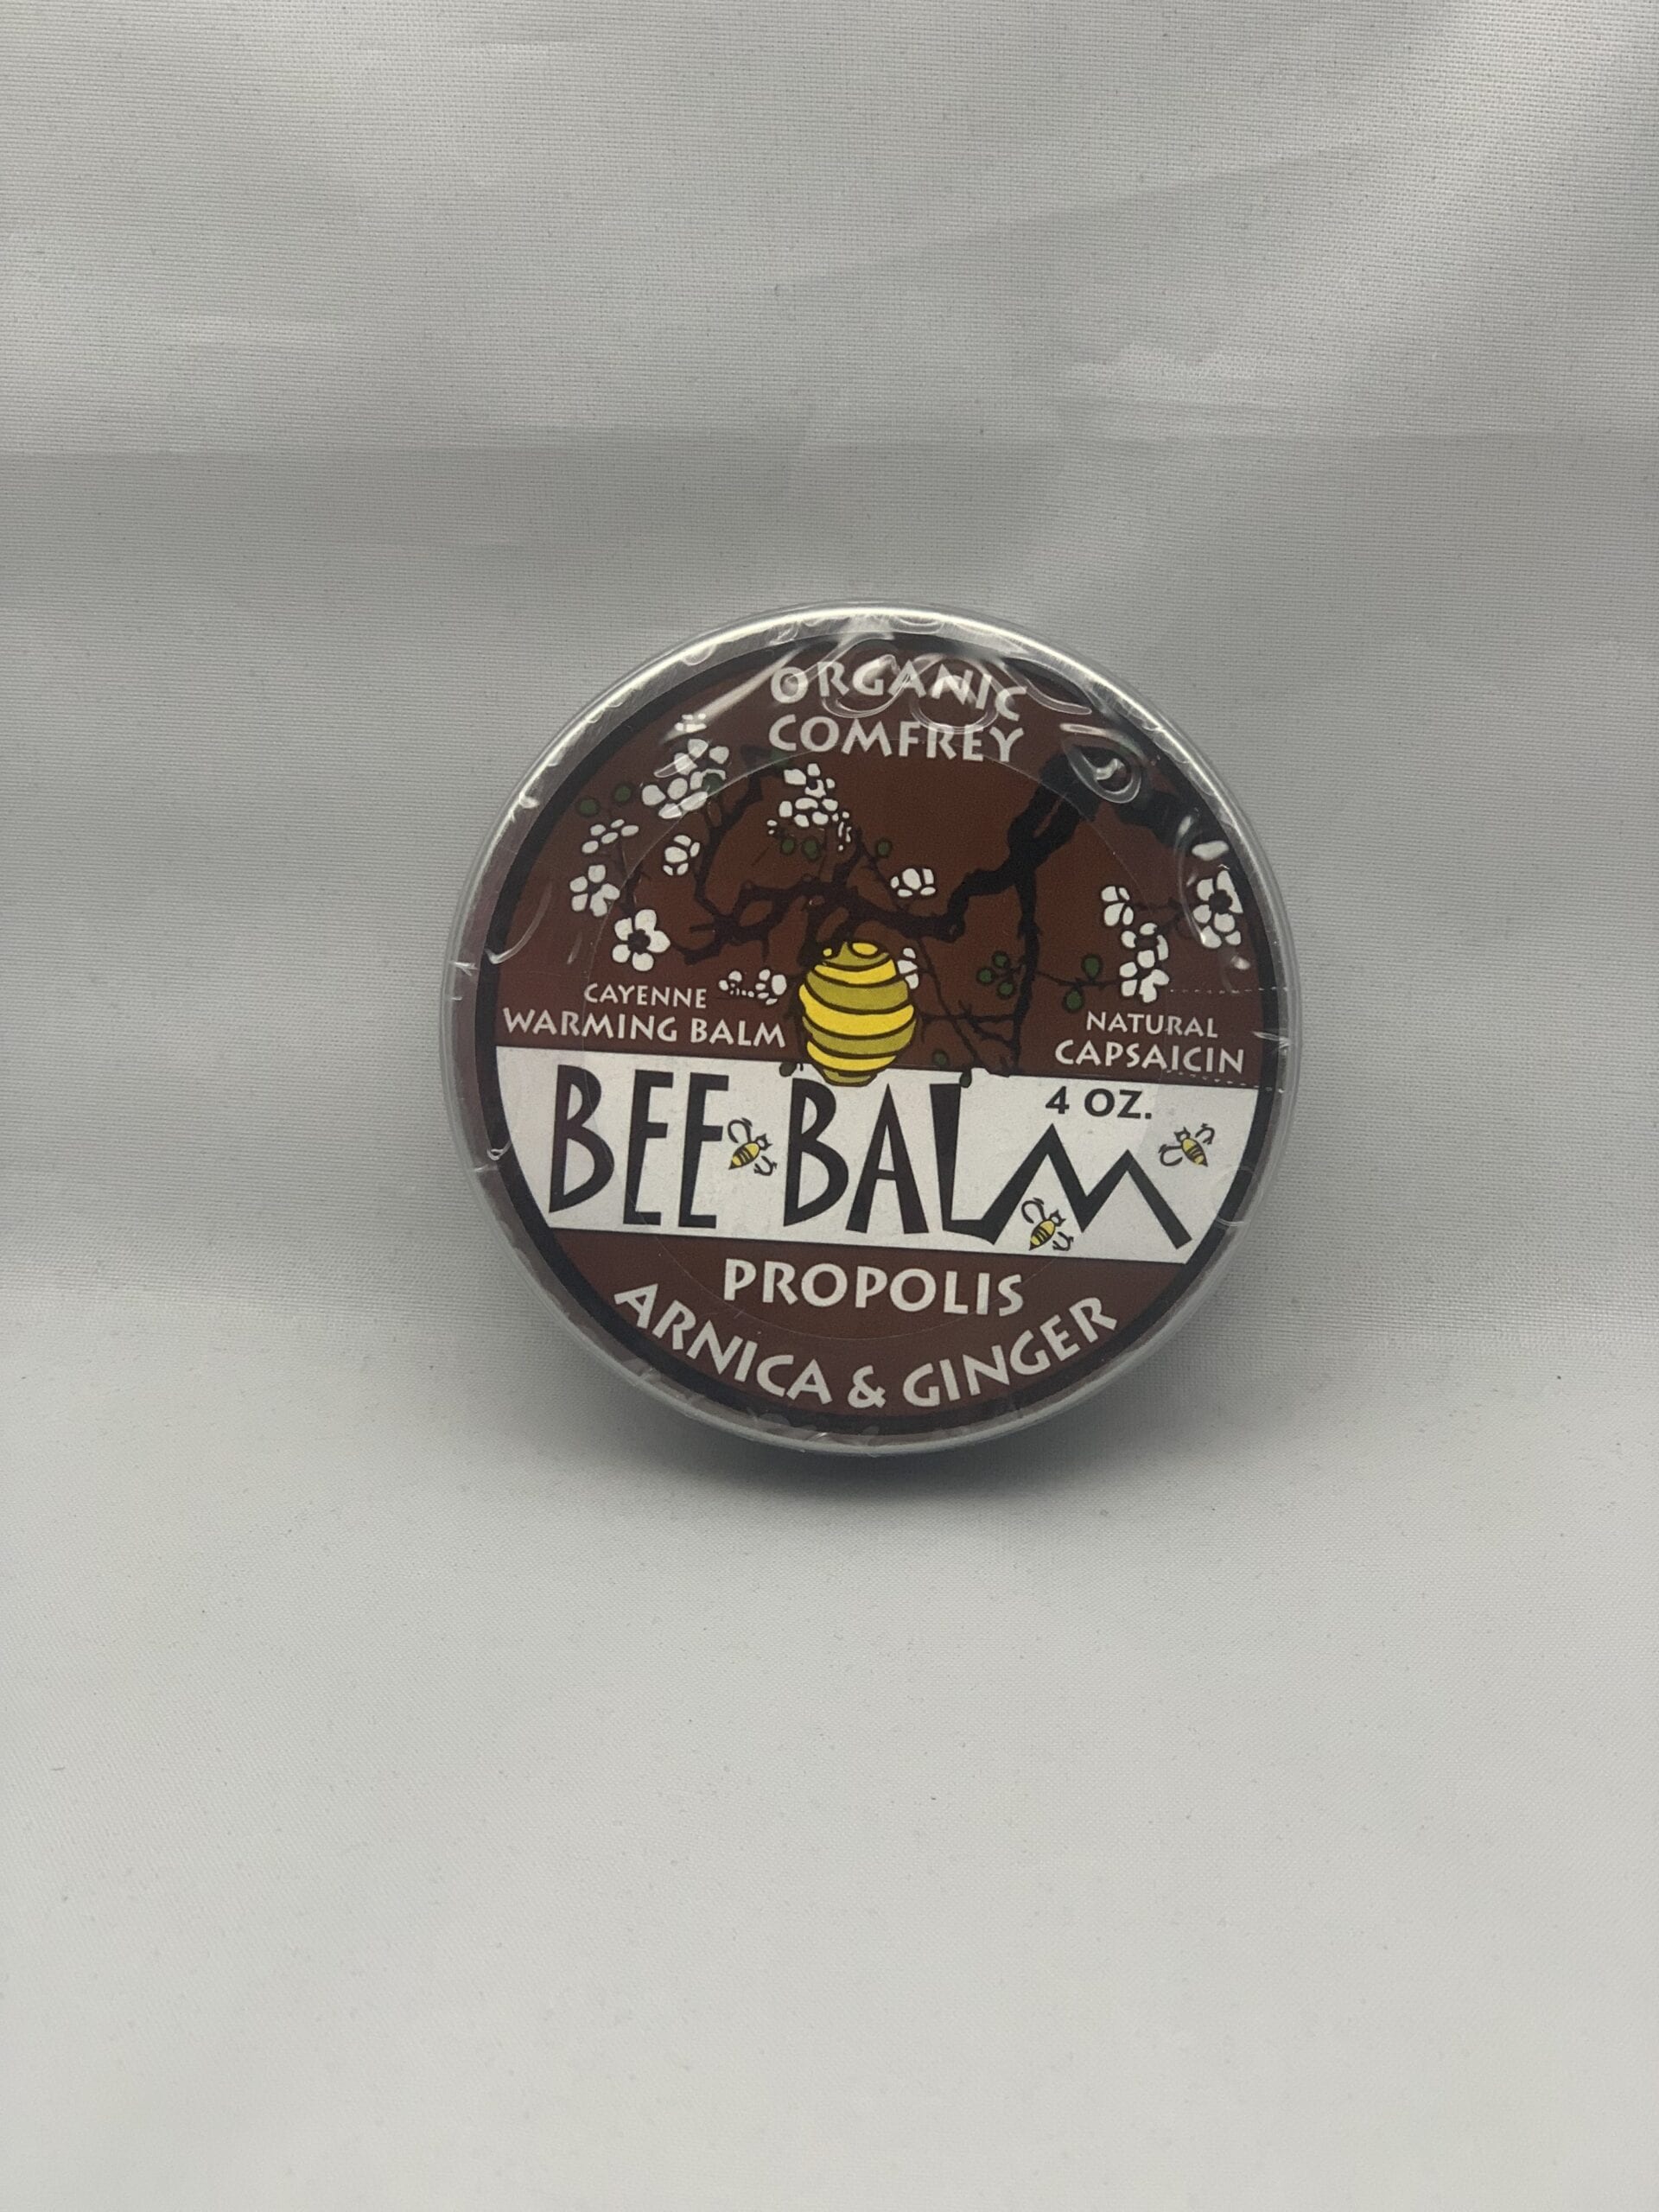 ORGANIC
COMFREY
CAYENNE
WARMING BALM
NATURAL
CAPSAICIN
4 OZ.
BEE BALM
PROPOLIS
ARNICA & GINGER